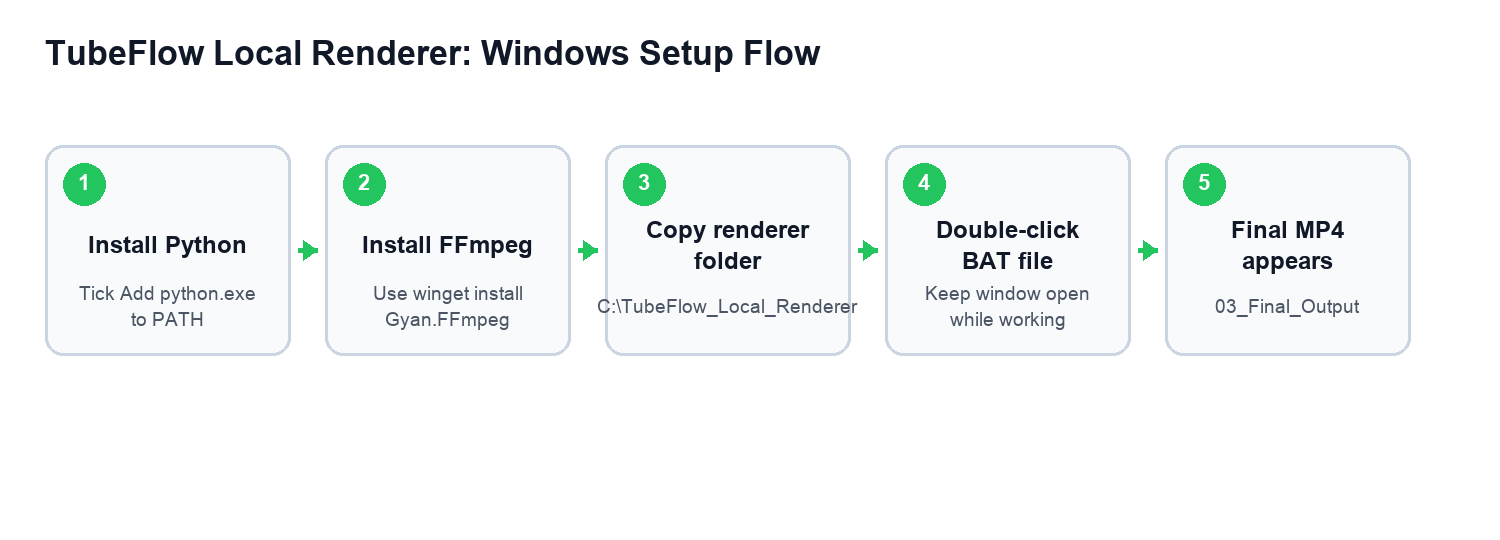 TubeFlow Local Renderer: Windows Setup Flow
1
Install Python
Tick Add python.exe
to PATH
2
Install FFmpeg
Use winget install
Gyan.FFmpeg
3
Copy renderer
folder
C:\TubeFlow_Local_Renderer
4
Double-click
BAT file
Keep window open
while working
5
Final MP4
appears
03_Final_Output